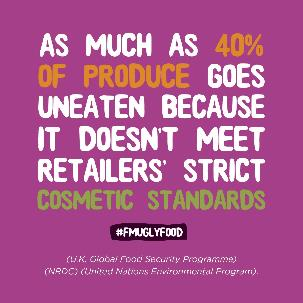 AS MUCH AS 40%
OF PRODUCE GOES
UNEATEN BECAUSE
IT DOESN'T MEET
RETAILERS' STRICT
COSMETIC STANDARDS
#FMUGLYFOOD
(U.K. Global Food Security Programme)
(NRDC) (United Nations Environmental Program).